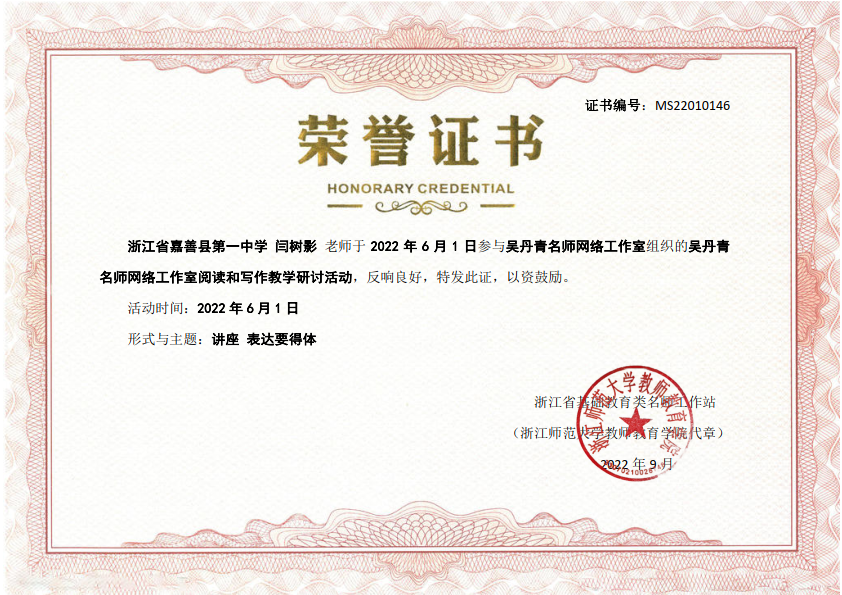 证书编号：MS22010146
荣誉证书
HONORARY CREDENTIAL
浙江省嘉善县第一中学 闫树影 老师于 2022 年 6 月 1 日参与吴丹青名师网络工作室组织的吴丹青
名师网络工作室阅读和写作教学研讨活动，反响良好，特发此证，以资鼓励。
活动时间：2022 年 6 月 1 日
形式与主题：讲座 表达要得体
浙江省基础教育类名师工作站
（浙江师范大学教师教育学院代章）
2022 年 9 月
浙江师范大学教师教育学院